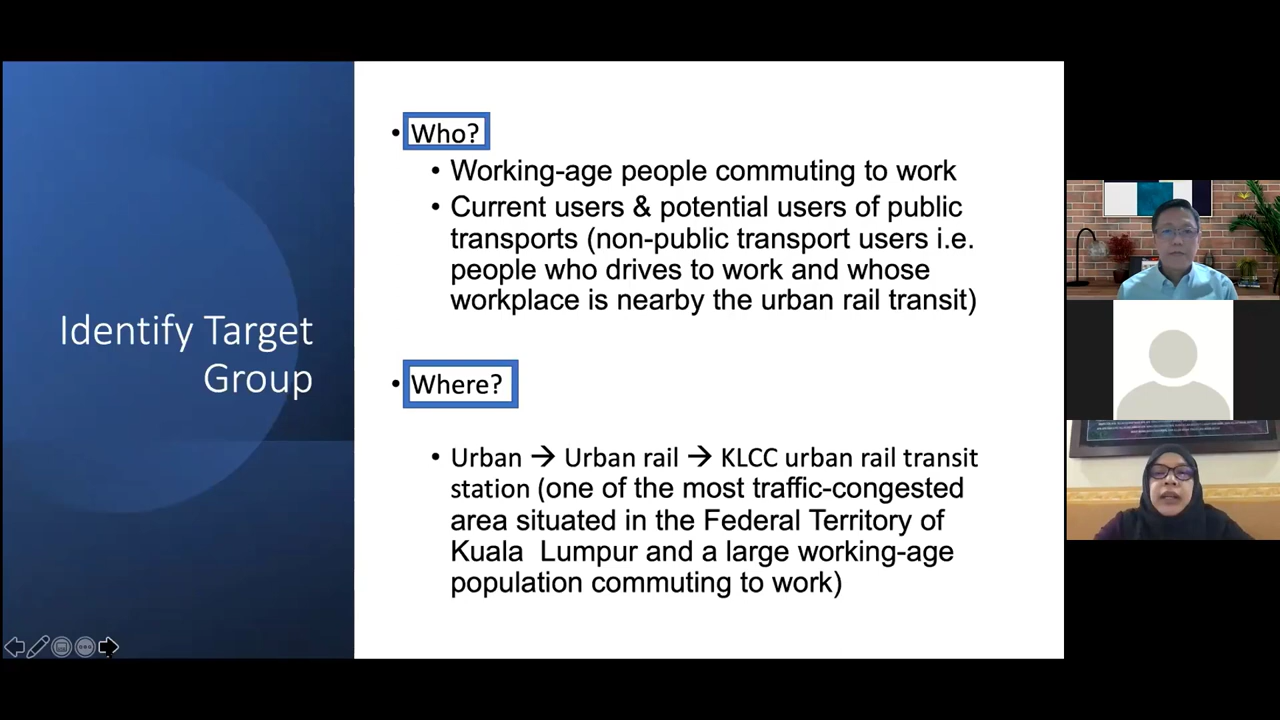 Identify Target
Group
• Who?
• Working-age people commuting to work
• Current users & potential users of public
transports (non-public transport users i.e.
people who drives to work and whose
workplace is nearby the urban rail transit)
• Where?
• Urban → Urban rail → KLCC urban rail transit
station (one of the most traffic-congested
area situated in the Federal Territory of
Kuala Lumpur and a large working-age
population commuting to work)